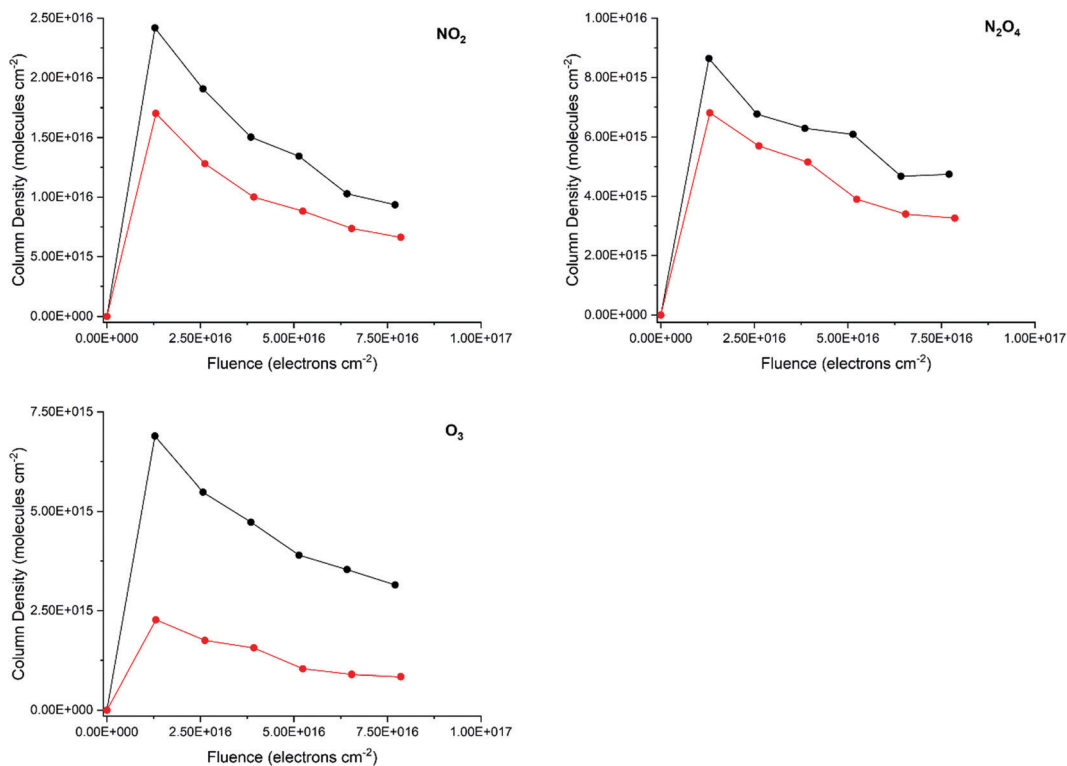 NO₂
Column Density (molecules cm⁻²)
2.50E+016
2.00E+016
1.50E+016
1.00E+016
5.00E+015
0.00E+000
0.00E+000 2.50E+016 5.00E+016 7.50E+016 1.00E+017
Fluence (electrons cm⁻²)
N₂O₄
Column Density (molecules cm⁻²)
1.00E+016
8.00E+015
6.00E+015
4.00E+015
2.00E+015
0.00E+000
0.00E+000 2.50E+016 5.00E+016 7.50E+016 1.00E+017
Fluence (electrons cm⁻²)
O₃
Column Density (molecules cm⁻²)
7.50E+015
5.00E+015
2.50E+015
0.00E+000
0.00E+000 2.50E+016 5.00E+016 7.50E+016 1.00E+017
Fluence (electrons cm⁻²)